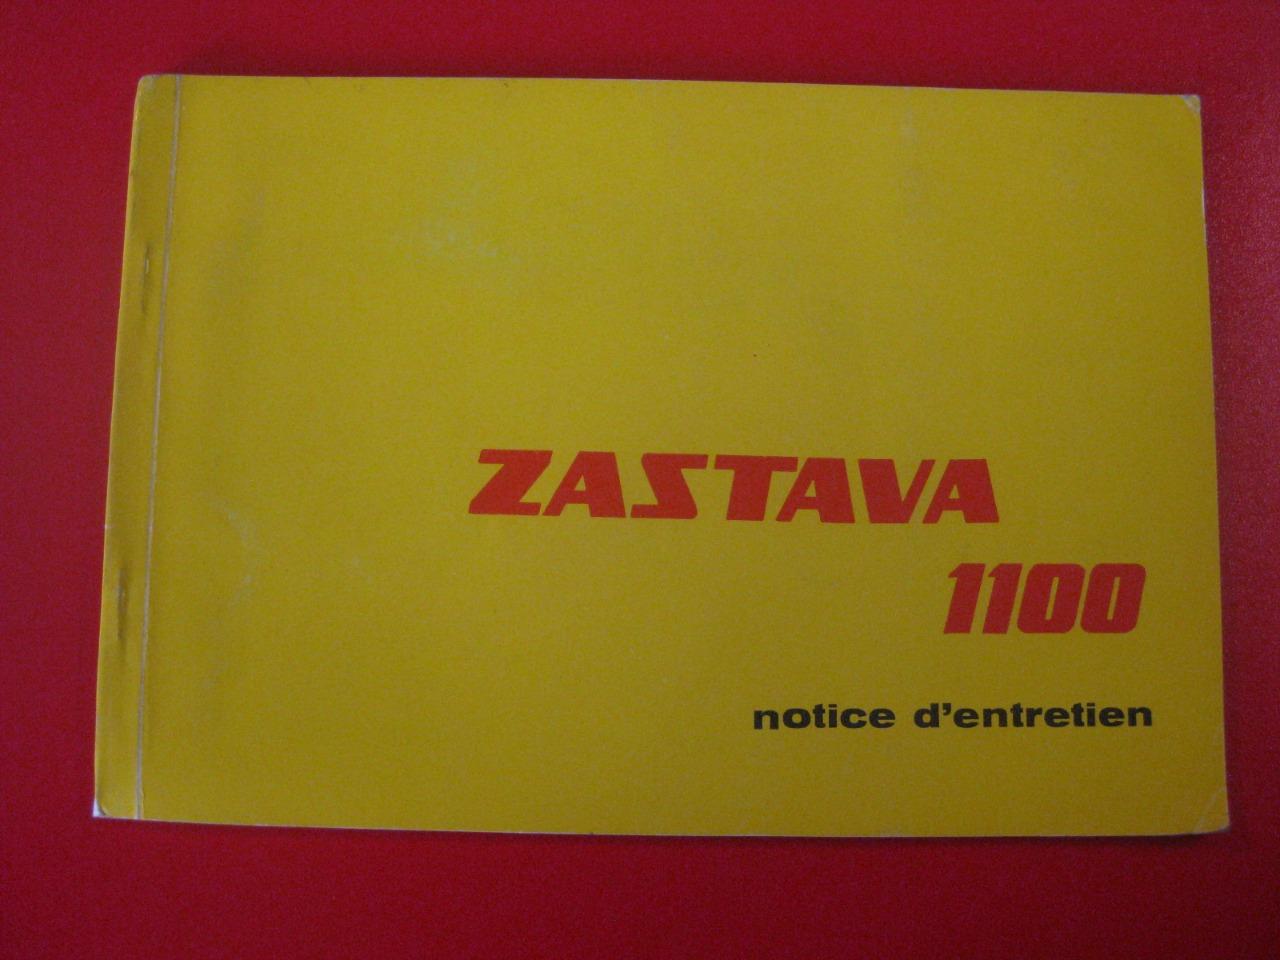 ZASTAVA
1100
notice d'entretien